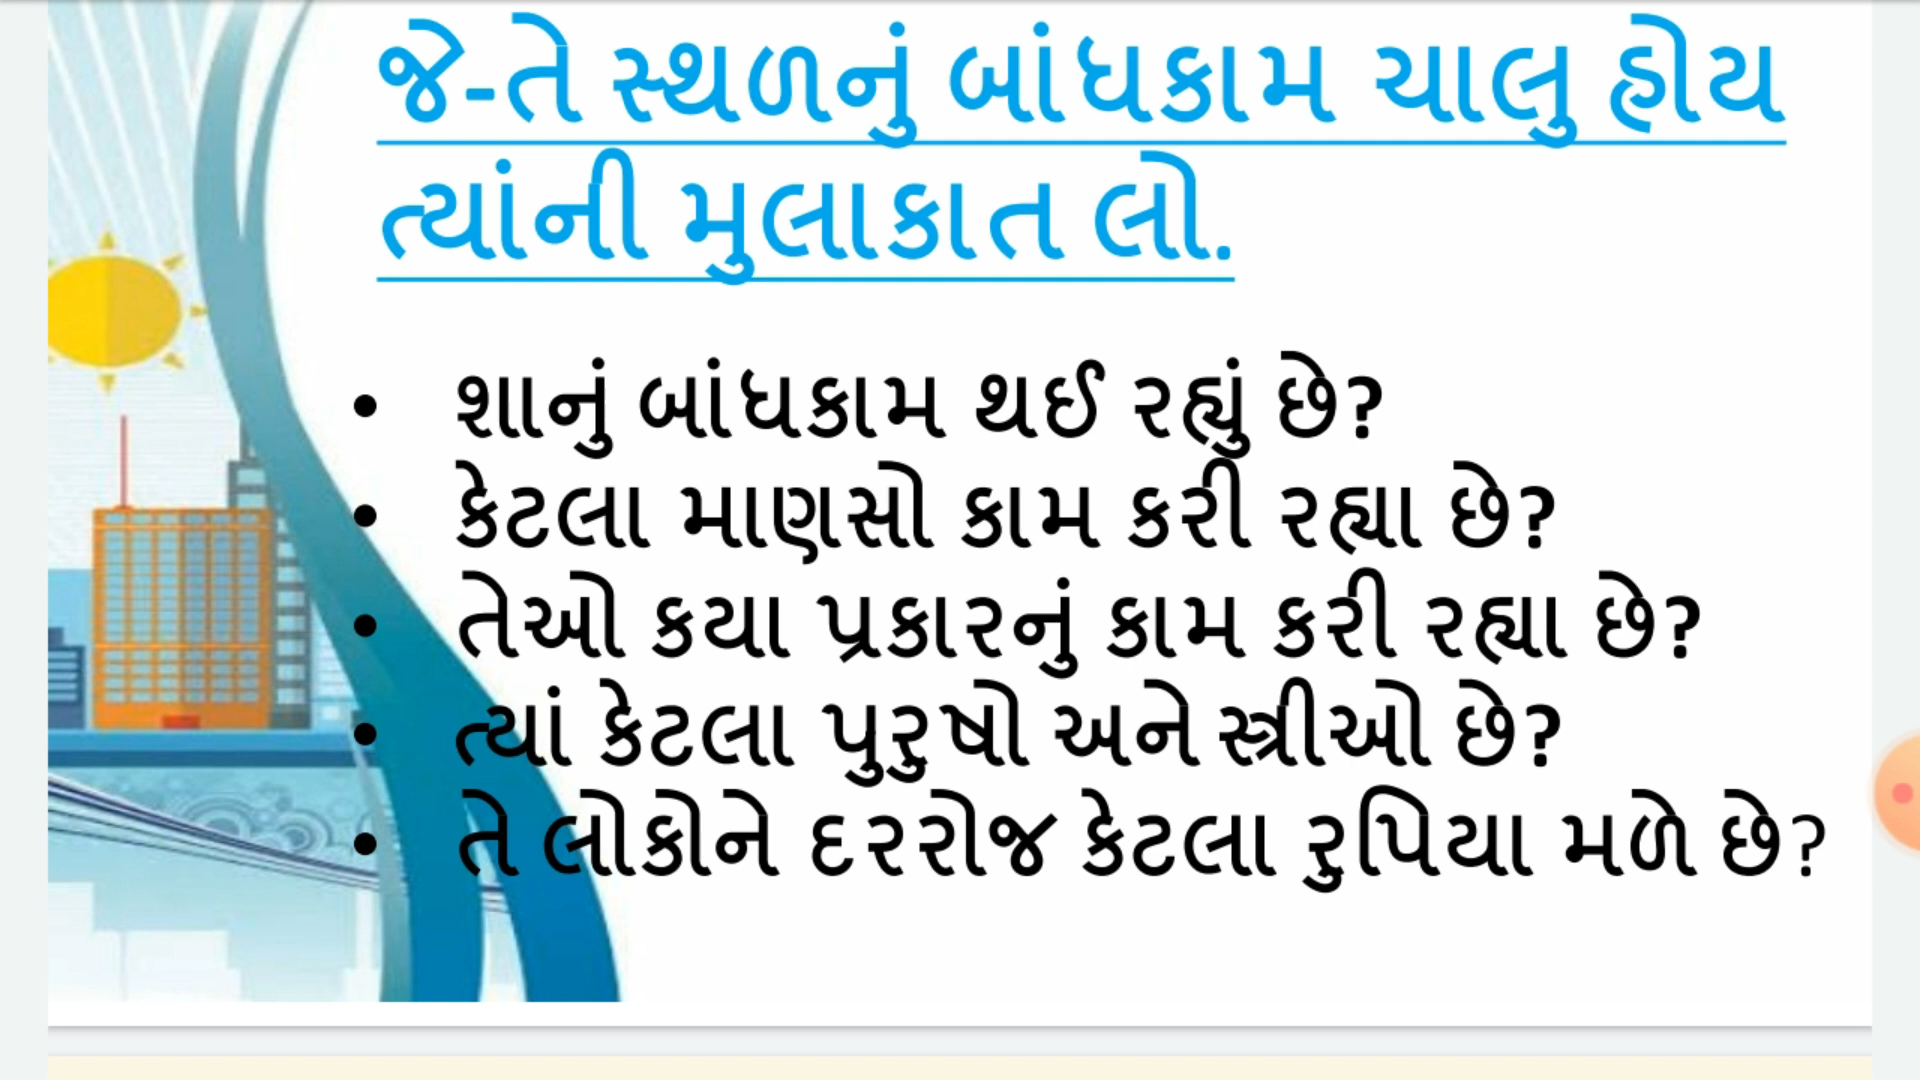 જે-તે સ્થળનું બાંધકામ ચાલુ હોય
ત્યાંની મુલાકાત લો.
• શાનું બાંધકામ થઈ રહ્યું છે?
• કેટલા માણસો કામ કરી રહ્યા છે?
• તેઓ કયા પ્રકારનું કામ કરી રહ્યા છે?
• ત્યાં કેટલા પુરુષો અને સ્ત્રીઓ છે?
• તે લોકોને દરરોજ કેટલા રુપિયા મળે છે?